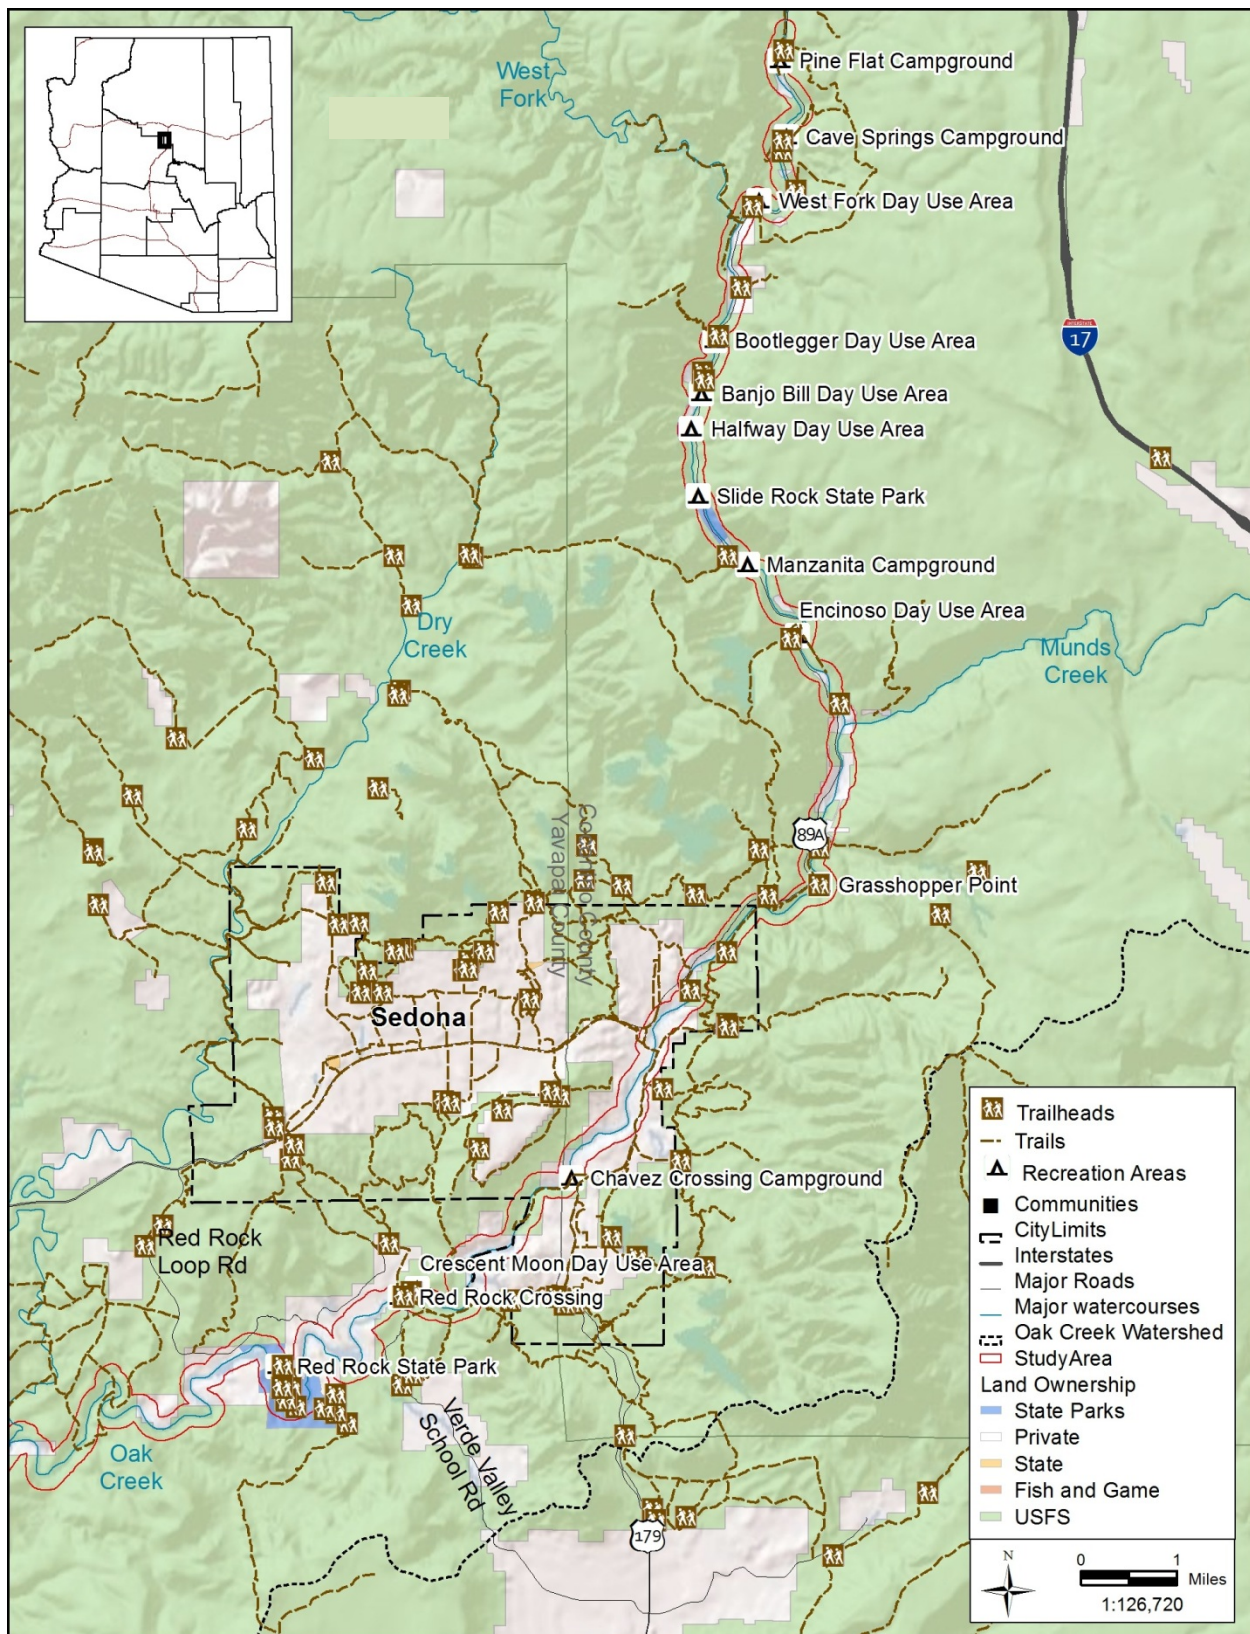 West
Fork
Pine Flat Campground
Cave Springs Campground
West Fork Day Use Area
INTERSTATE
17
Bootlegger Day Use Area
Banjo Bill Day Use Area
Halfway Day Use Area
Slide Rock State Park
Manzanita Campground
Encinoso Day Use Area
Dry
Creek
Munds
Creek
89A
Yavapai County
Coconino County
Grasshopper Point
Sedona
Chavez Crossing Campground
Red Rock
Loop Rd
Crescent Moon Day Use Area
Red Rock Crossing
Red Rock State Park
Verde Valley
School Rd
Oak
Creek
179
Trailheads
Trails
Recreation Areas
Communities
CityLimits
Interstates
Major Roads
Major watercourses
Oak Creek Watershed
StudyArea
Land Ownership
State Parks
Private
State
Fish and Game
USFS
N
0 1
Miles
1:126,720